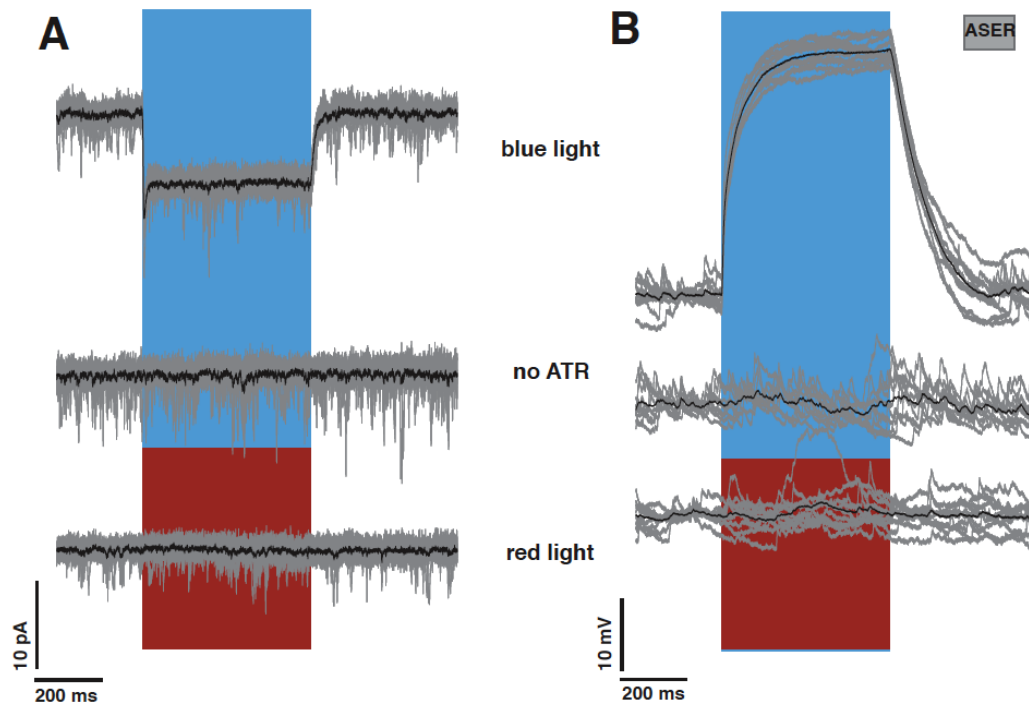 A
B
ASER
blue light
no ATR
red light
10 pA
200 ms
10 mV
200 ms